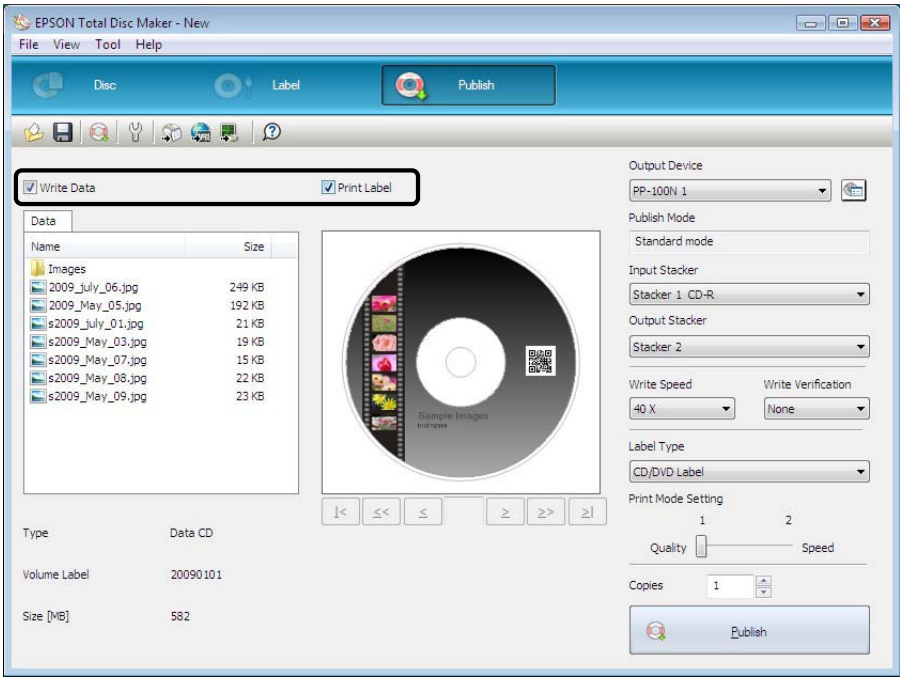 EPSON Total Disc Maker - New
File View Tool Help
Disc Label Publish
Write Data Print Label
Data
Name Size
Images
2009_july_06.jpg 249 KB
2009_May_05.jpg 192 KB
s2009_july_01.jpg 21 KB
s2009_May_03.jpg 19 KB
s2009_May_07.jpg 15 KB
s2009_May_08.jpg 22 KB
s2009_May_09.jpg 23 KB
Sample Images
|< << < > >> >|
Type Data CD
Volume Label 20090101
Size [MB] 582
Output Device
PP-100N 1
Publish Mode
Standard mode
Input Stacker
Stacker 1 CD-R
Output Stacker
Stacker 2
Write Speed Write Verification
40 X None
Label Type
CD/DVD Label
Print Mode Setting
1 2
Quality Speed
Copies 1
Publish